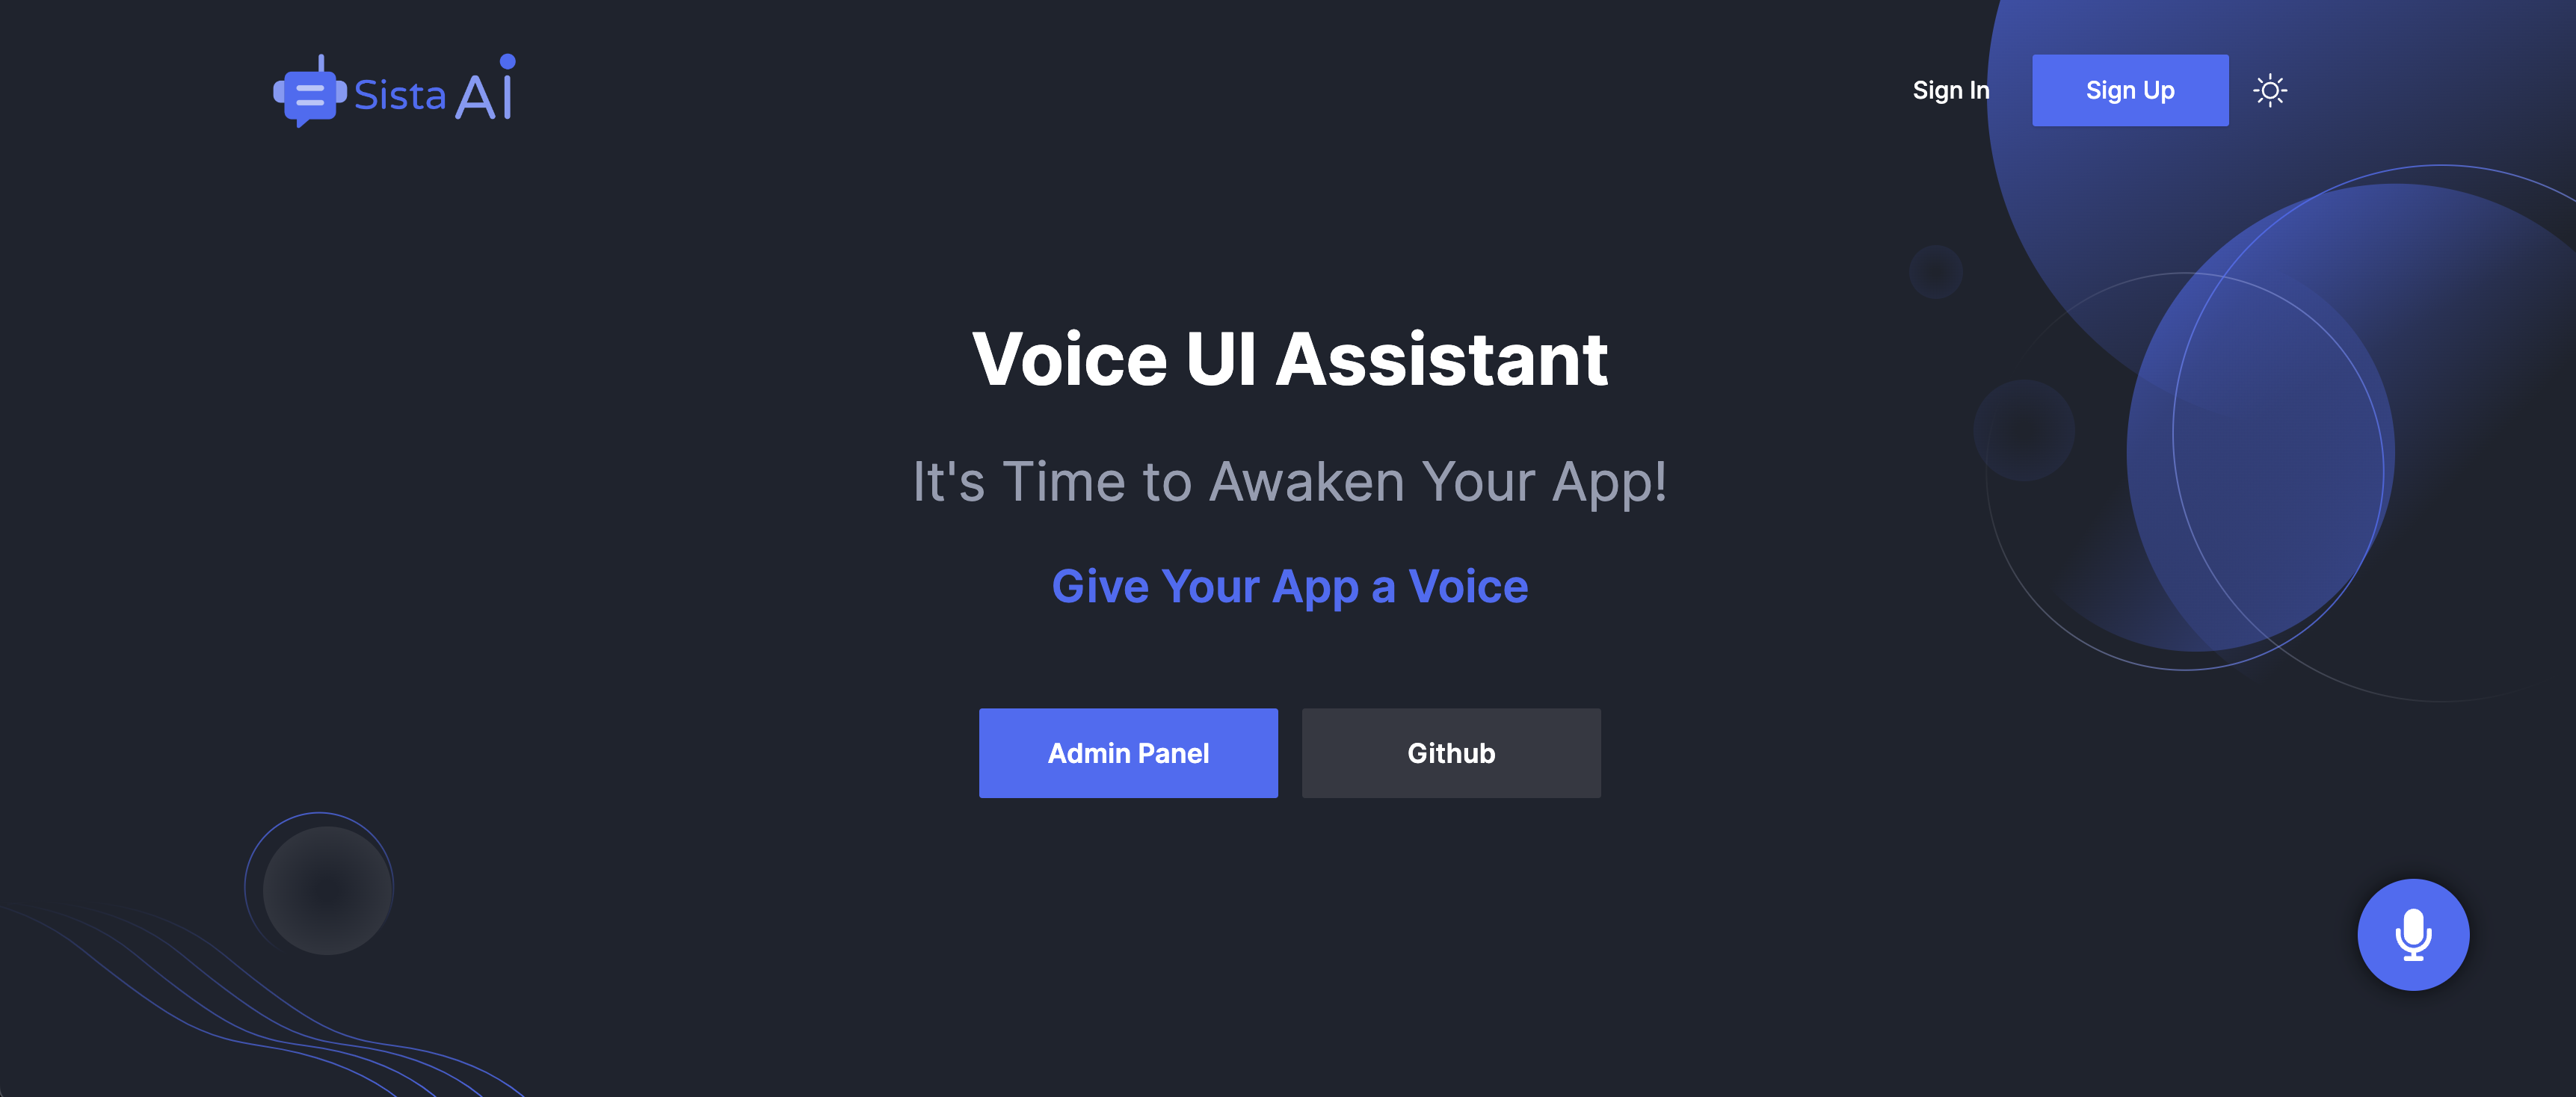 Sista AI
Sign In
Sign Up
Voice UI Assistant
It's Time to Awaken Your App!
Give Your App a Voice
Admin Panel
Github